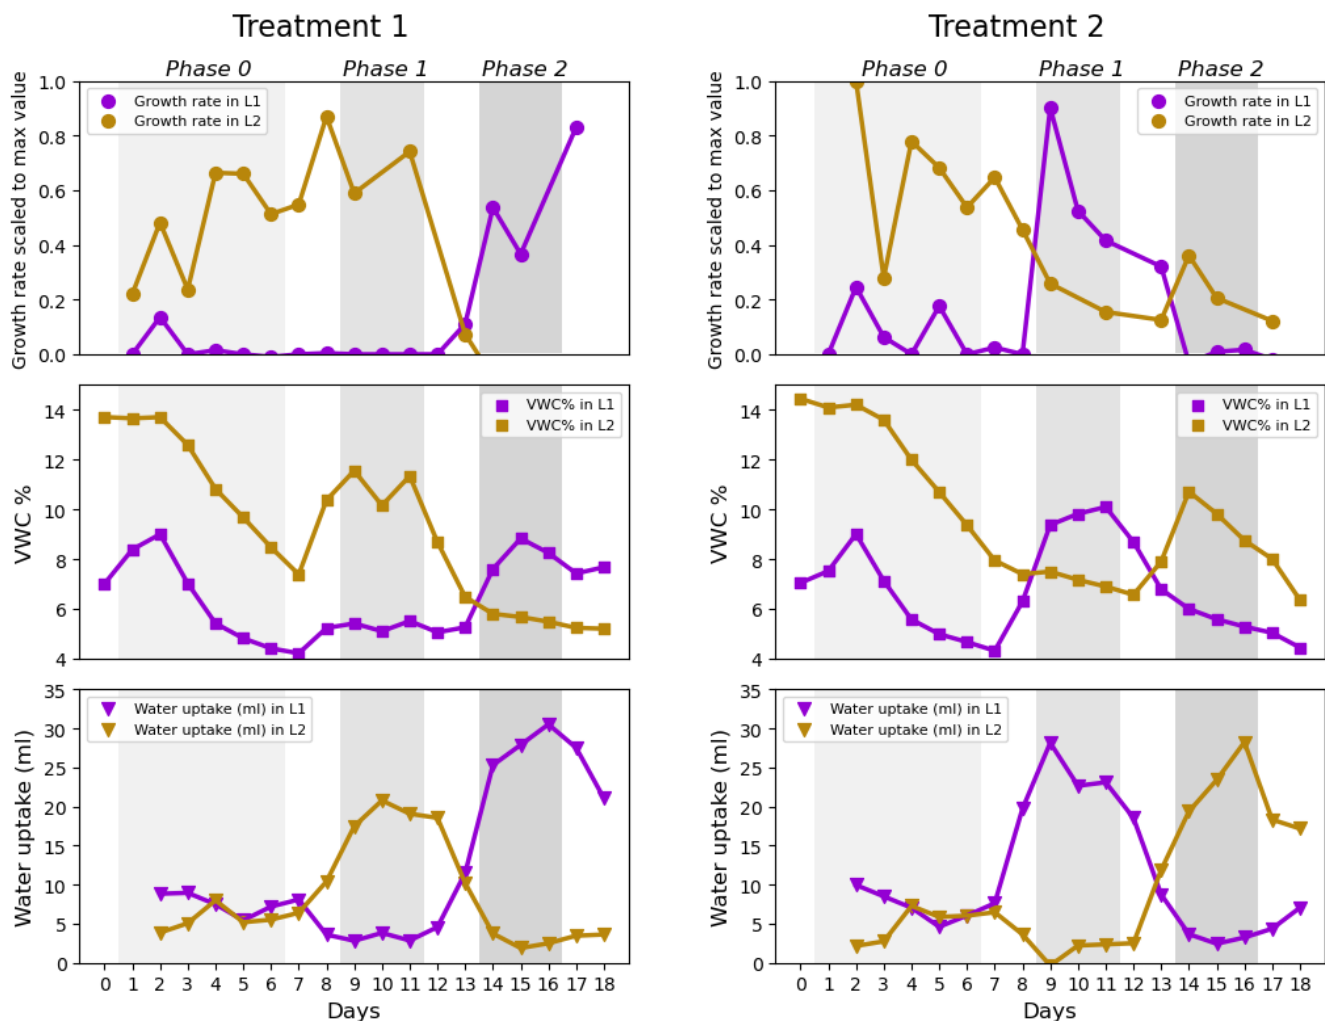 Treatment 1
Treatment 2
Phase 0 Phase 1 Phase 2
Phase 0 Phase 1 Phase 2
Growth rate scaled to max value
1.0
0.8
0.6
0.4
0.2
0.0
Growth rate in L1
Growth rate in L2
Growth rate scaled to max value
1.0
0.8
0.6
0.4
0.2
0.0
Growth rate in L1
Growth rate in L2
VWC %
14
12
10
8
6
4
VWC% in L1
VWC% in L2
VWC %
14
12
10
8
6
4
VWC% in L1
VWC% in L2
Water uptake (ml)
35
30
25
20
15
10
5
0
Water uptake (ml) in L1
Water uptake (ml) in L2
0 1 2 3 4 5 6 7 8 9 10 11 12 13 14 15 16 17 18
Days
Water uptake (ml)
35
30
25
20
15
10
5
0
Water uptake (ml) in L1
Water uptake (ml) in L2
0 1 2 3 4 5 6 7 8 9 10 11 12 13 14 15 16 17 18
Days